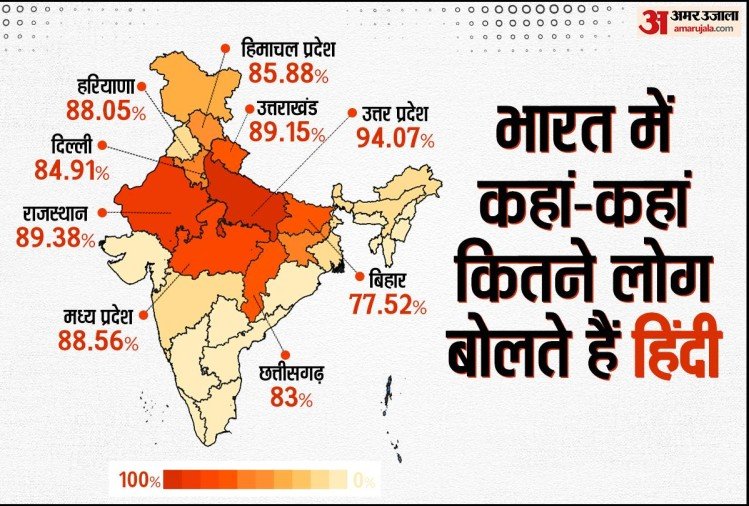 अमर उजाला
amarujala.com
हिमाचल प्रदेश
85.88%
हरियाणा
88.05%
उत्तराखंड
89.15%
उत्तर प्रदेश
94.07%
दिल्ली
84.91%
राजस्थान
89.38%
बिहार
77.52%
मध्य प्रदेश
88.56%
छत्तीसगढ़
83%
भारत में
कहां-कहां
कितने लोग
बोलते हैं हिंदी
100%
0%